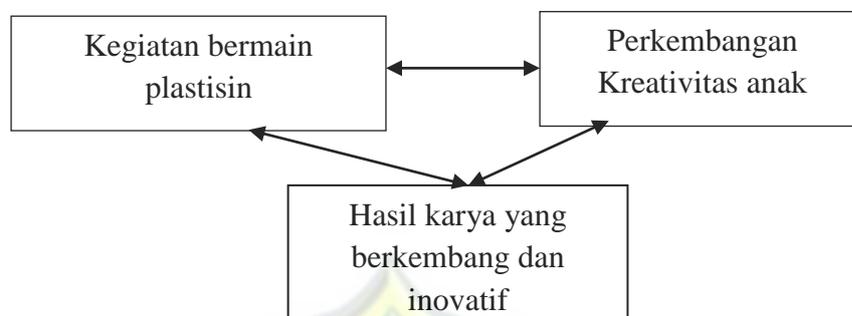 Kegiatan bermain
plastisin
Perkembangan
Kreativitas anak
Hasil karya yang
berkembang dan
inovatif